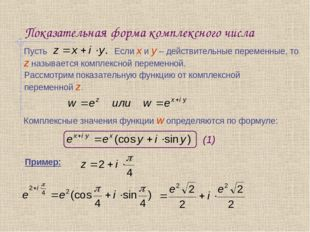 Показательная форма комплексного числа
Пусть z = x + i · y. Если x и y – действительные переменные, то
z называется комплексной переменной.
Рассмотрим показательную функцию от комплексной
переменной z.
w = e^z или w = e^{x + i y}
Комплексные значения функции w определяются по формуле:
e^{x + i y} = e^x (cos y + i · sin y) (1)
Пример: z = 2 + i · π/4
e^{2 + i π/4} = e^2 (cos π/4 + i · sin π/4) = e^2 √2/2 + i · e^2 √2/2